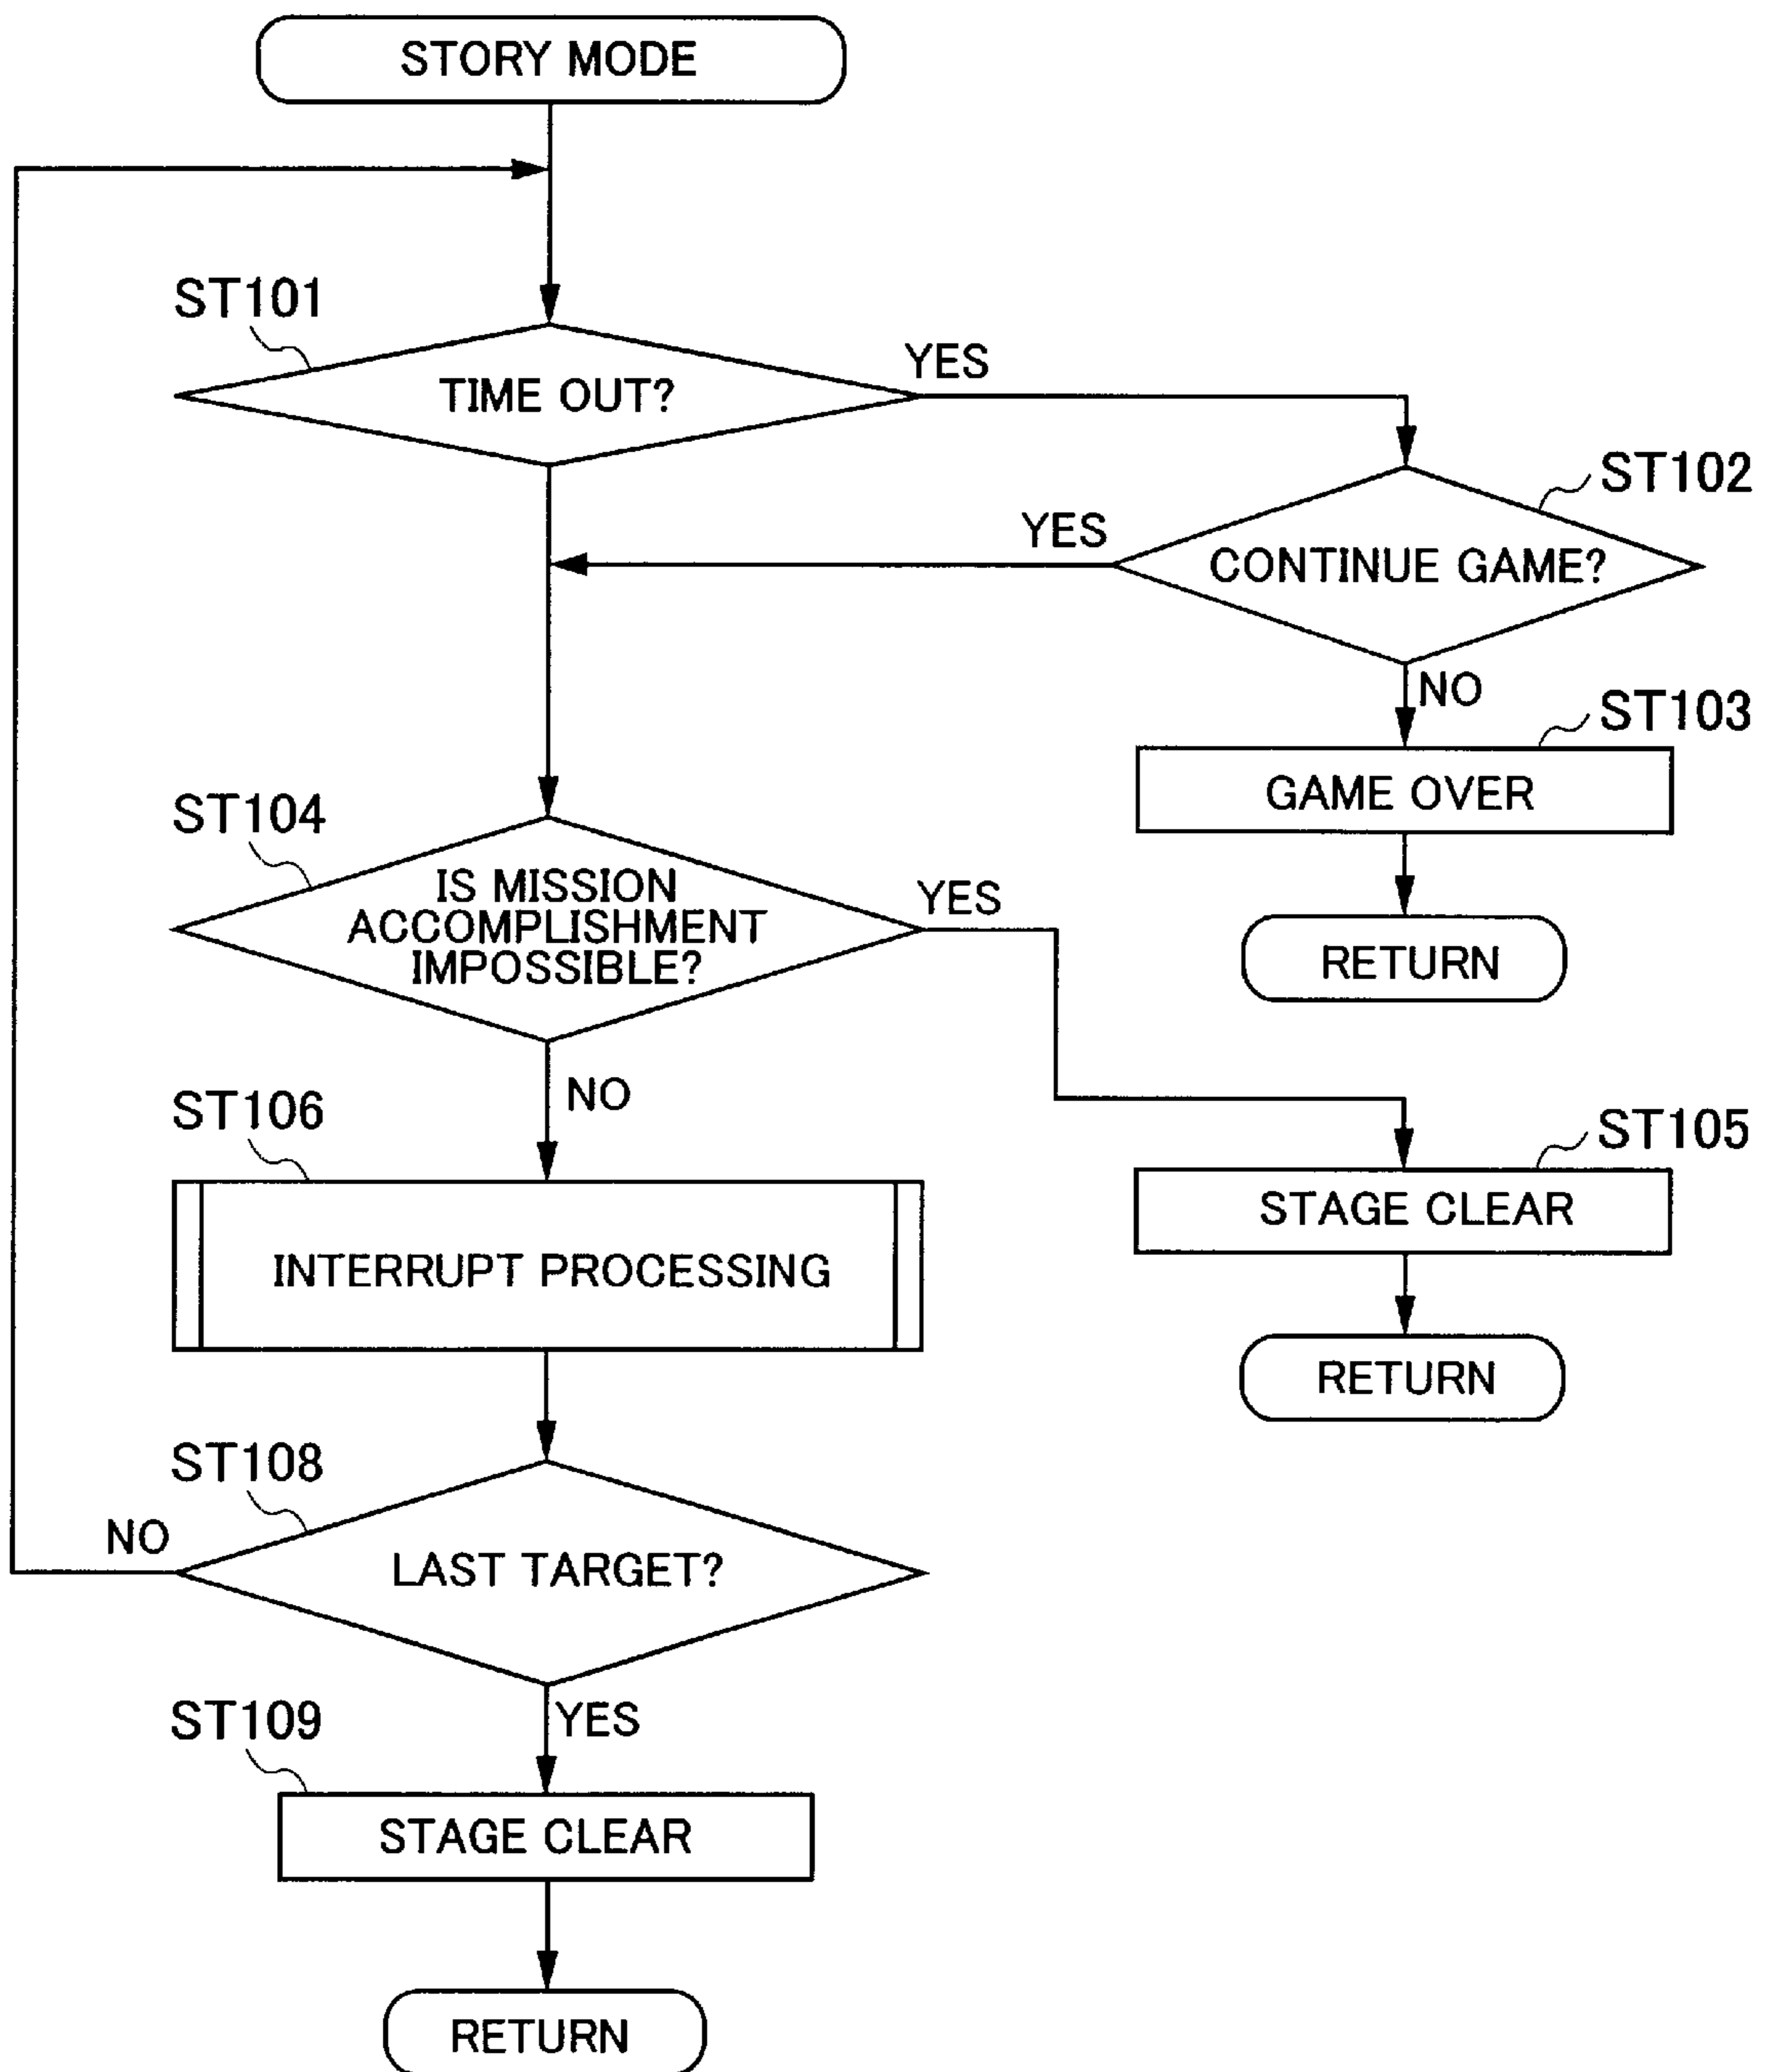 STORY MODE
ST101
YES
TIME OUT?
ST102
YES
CONTINUE GAME?
NO
ST103
GAME OVER
ST104
IS MISSION
ACCOMPLISHMENT
IMPOSSIBLE?
YES
RETURN
NO
ST106
ST105
STAGE CLEAR
INTERRUPT PROCESSING
RETURN
ST108
NO
LAST TARGET?
YES
ST109
STAGE CLEAR
RETURN